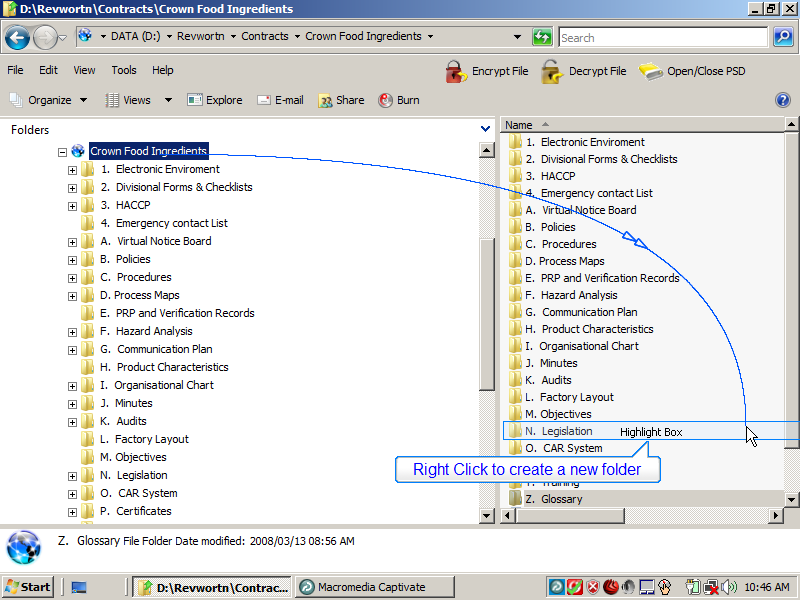 D:\Revwortn\Contracts\Crown Food Ingredients
DATA (D:) Revwortn Contracts Crown Food Ingredients
Search
File Edit View Tools Help
Encrypt File Decrypt File Open/Close PSD
Organize Views Explore E-mail Share Burn
Folders
Crown Food Ingredients
1. Electronic Enviroment
2. Divisional Forms & Checklists
3. HACCP
4. Emergency contact List
A. Virtual Notice Board
B. Policies
C. Procedures
D. Process Maps
E. PRP and Verification Records
F. Hazard Analysis
G. Communication Plan
H. Product Characteristics
I. Organisational Chart
J. Minutes
K. Audits
L. Factory Layout
M. Objectives
N. Legislation
O. CAR System
P. Certificates
Name
1. Electronic Enviroment
2. Divisional Forms & Checklists
3. HACCP
4. Emergency contact List
A. Virtual Notice Board
B. Policies
C. Procedures
D. Process Maps
E. PRP and Verification Records
F. Hazard Analysis
G. Communication Plan
H. Product Characteristics
I. Organisational Chart
J. Minutes
K. Audits
L. Factory Layout
M. Objectives
N. Legislation
Highlight Box
O. CAR System
Right Click to create a new folder
Z. Glossary
Z. Glossary File Folder Date modified: 2008/03/13 08:56 AM
Start
D:\Revwortn\Contrac...
Macromedia Captivate
10:46 AM